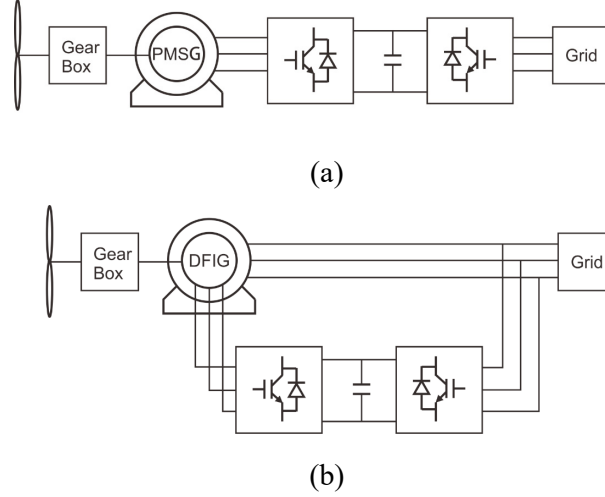 Gear
Box
PMSG
Grid
(a)
Gear
Box
DFIG
Grid
(b)